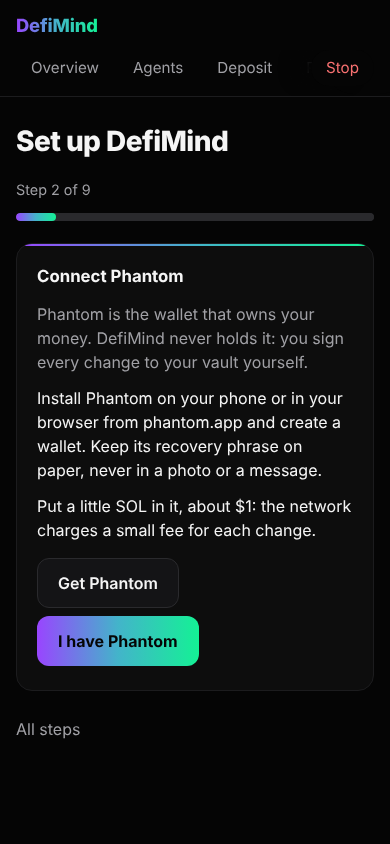 DefiMind
Overview Agents Deposit Stop
Set up DefiMind
Step 2 of 9
Connect Phantom
Phantom is the wallet that owns your
money. DefiMind never holds it: you sign
every change to your vault yourself.
Install Phantom on your phone or in your
browser from phantom.app and create a
wallet. Keep its recovery phrase on
paper, never in a photo or a message.
Put a little SOL in it, about $1: the network
charges a small fee for each change.
Get Phantom
I have Phantom
All steps